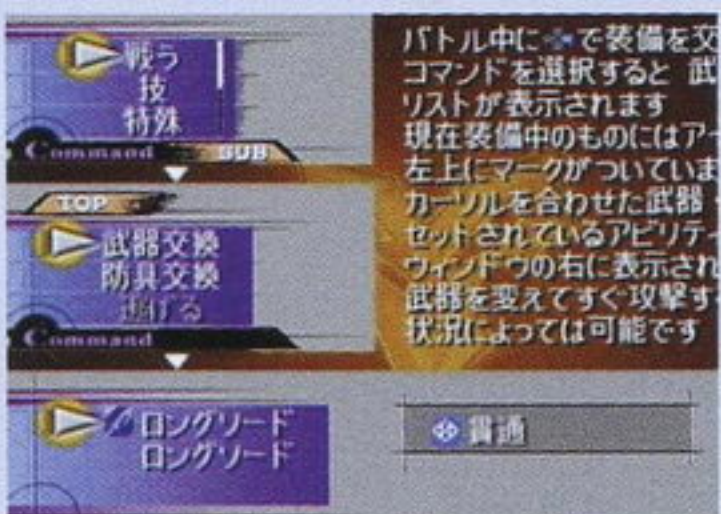 戦う
技
特殊
Command
SUB
TOP
武器交換
防具交換
逃げる
Command
ロングソード
ロングソード
バトル中に で装備を交
コマンドを選択すると 武
リストが表示されます
現在装備中のものにはア
左上にマークがついていま
カーソルを合わせた武器
セットされているアビリティ
ウィンドウの右に表示され
武器を変えてすぐ攻撃す
状況によっては可能です
貫通